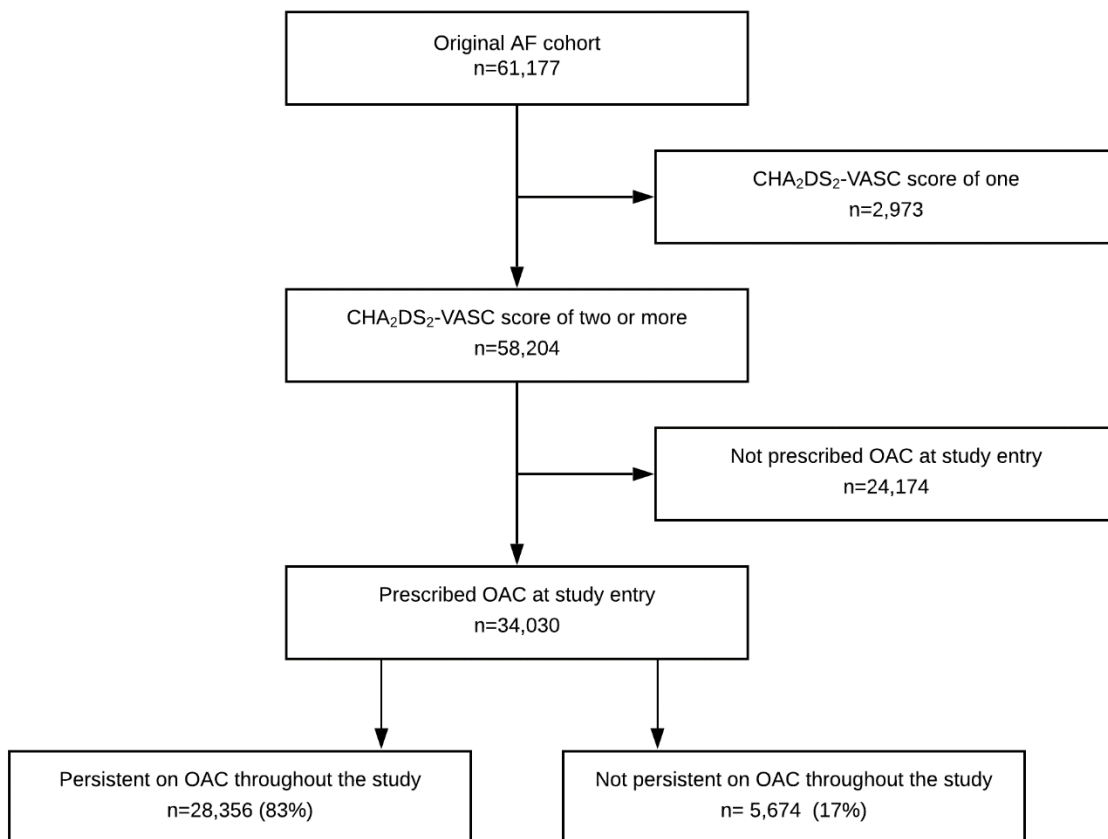 Original AF cohort
n=61,177
CHA₂DS₂-VASC score of one
n=2,973
CHA₂DS₂-VASC score of two or more
n=58,204
Not prescribed OAC at study entry
n=24,174
Prescribed OAC at study entry
n=34,030
Persistent on OAC throughout the study
n=28,356 (83%)
Not persistent on OAC throughout the study
n= 5,674 (17%)